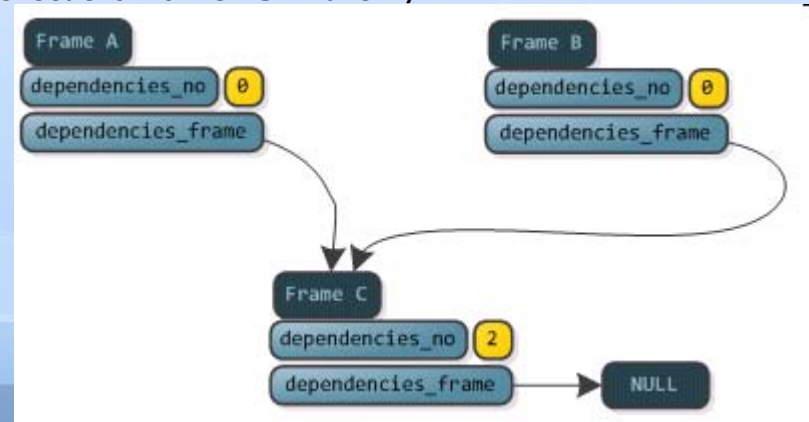 Frame A
dependencies_no 0
dependencies_frame
Frame B
dependencies_no 0
dependencies_frame
Frame C
dependencies_no 2
dependencies_frame
NULL